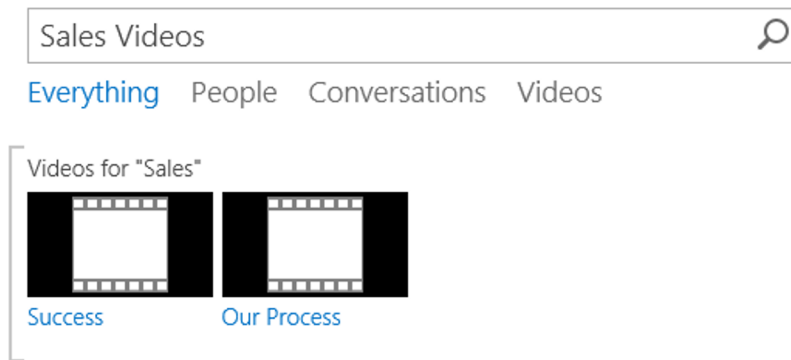 Sales Videos
Everything People Conversations Videos
Videos for "Sales"
Success Our Process